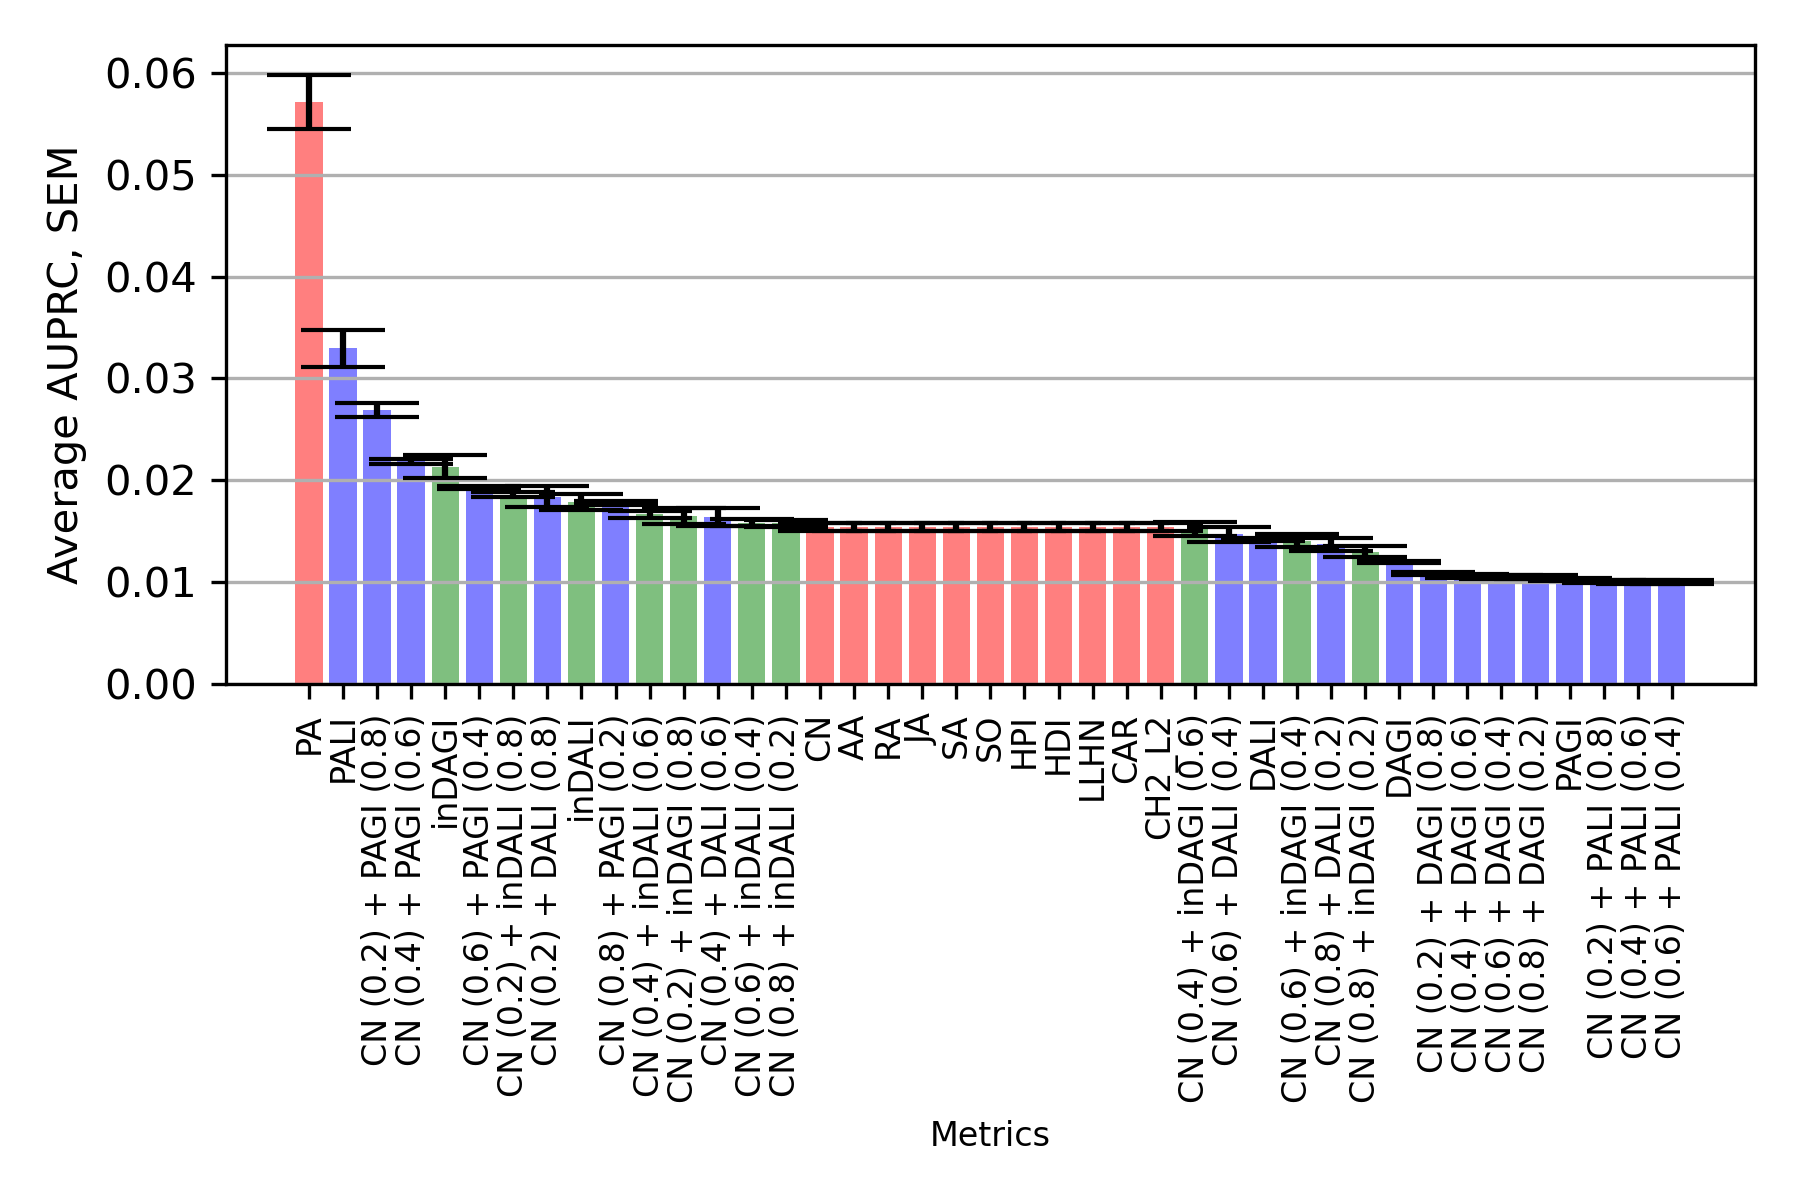 Average AUPRC, SEM
0.06
0.05
0.04
0.03
0.02
0.01
0.00
PA
PALI
CN (0.2) + PAGI (0.8)
CN (0.4) + PAGI (0.6)
inDAGI
CN (0.6) + PAGI (0.4)
CN (0.2) + inDALI (0.8)
CN (0.2) + DALI (0.8)
inDALI
CN (0.8) + PAGI (0.2)
CN (0.4) + inDALI (0.6)
CN (0.2) + inDAGI (0.8)
CN (0.4) + DALI (0.6)
CN (0.6) + inDALI (0.4)
CN (0.8) + inDALI (0.2)
CN
AA
RA
JA
SA
SO
HPI
HDI
LLHN
CAR
CH2_L2
CN (0.4) + inDAGI (0.6)
CN (0.6) + DALI (0.4)
DALI
CN (0.6) + inDAGI (0.4)
CN (0.8) + DALI (0.2)
CN (0.8) + inDAGI (0.2)
DAGI
CN (0.2) + DAGI (0.8)
CN (0.4) + DAGI (0.6)
CN (0.6) + DAGI (0.4)
CN (0.8) + DAGI (0.2)
PAGI
CN (0.2) + PALI (0.8)
CN (0.4) + PALI (0.6)
CN (0.6) + PALI (0.4)
Metrics